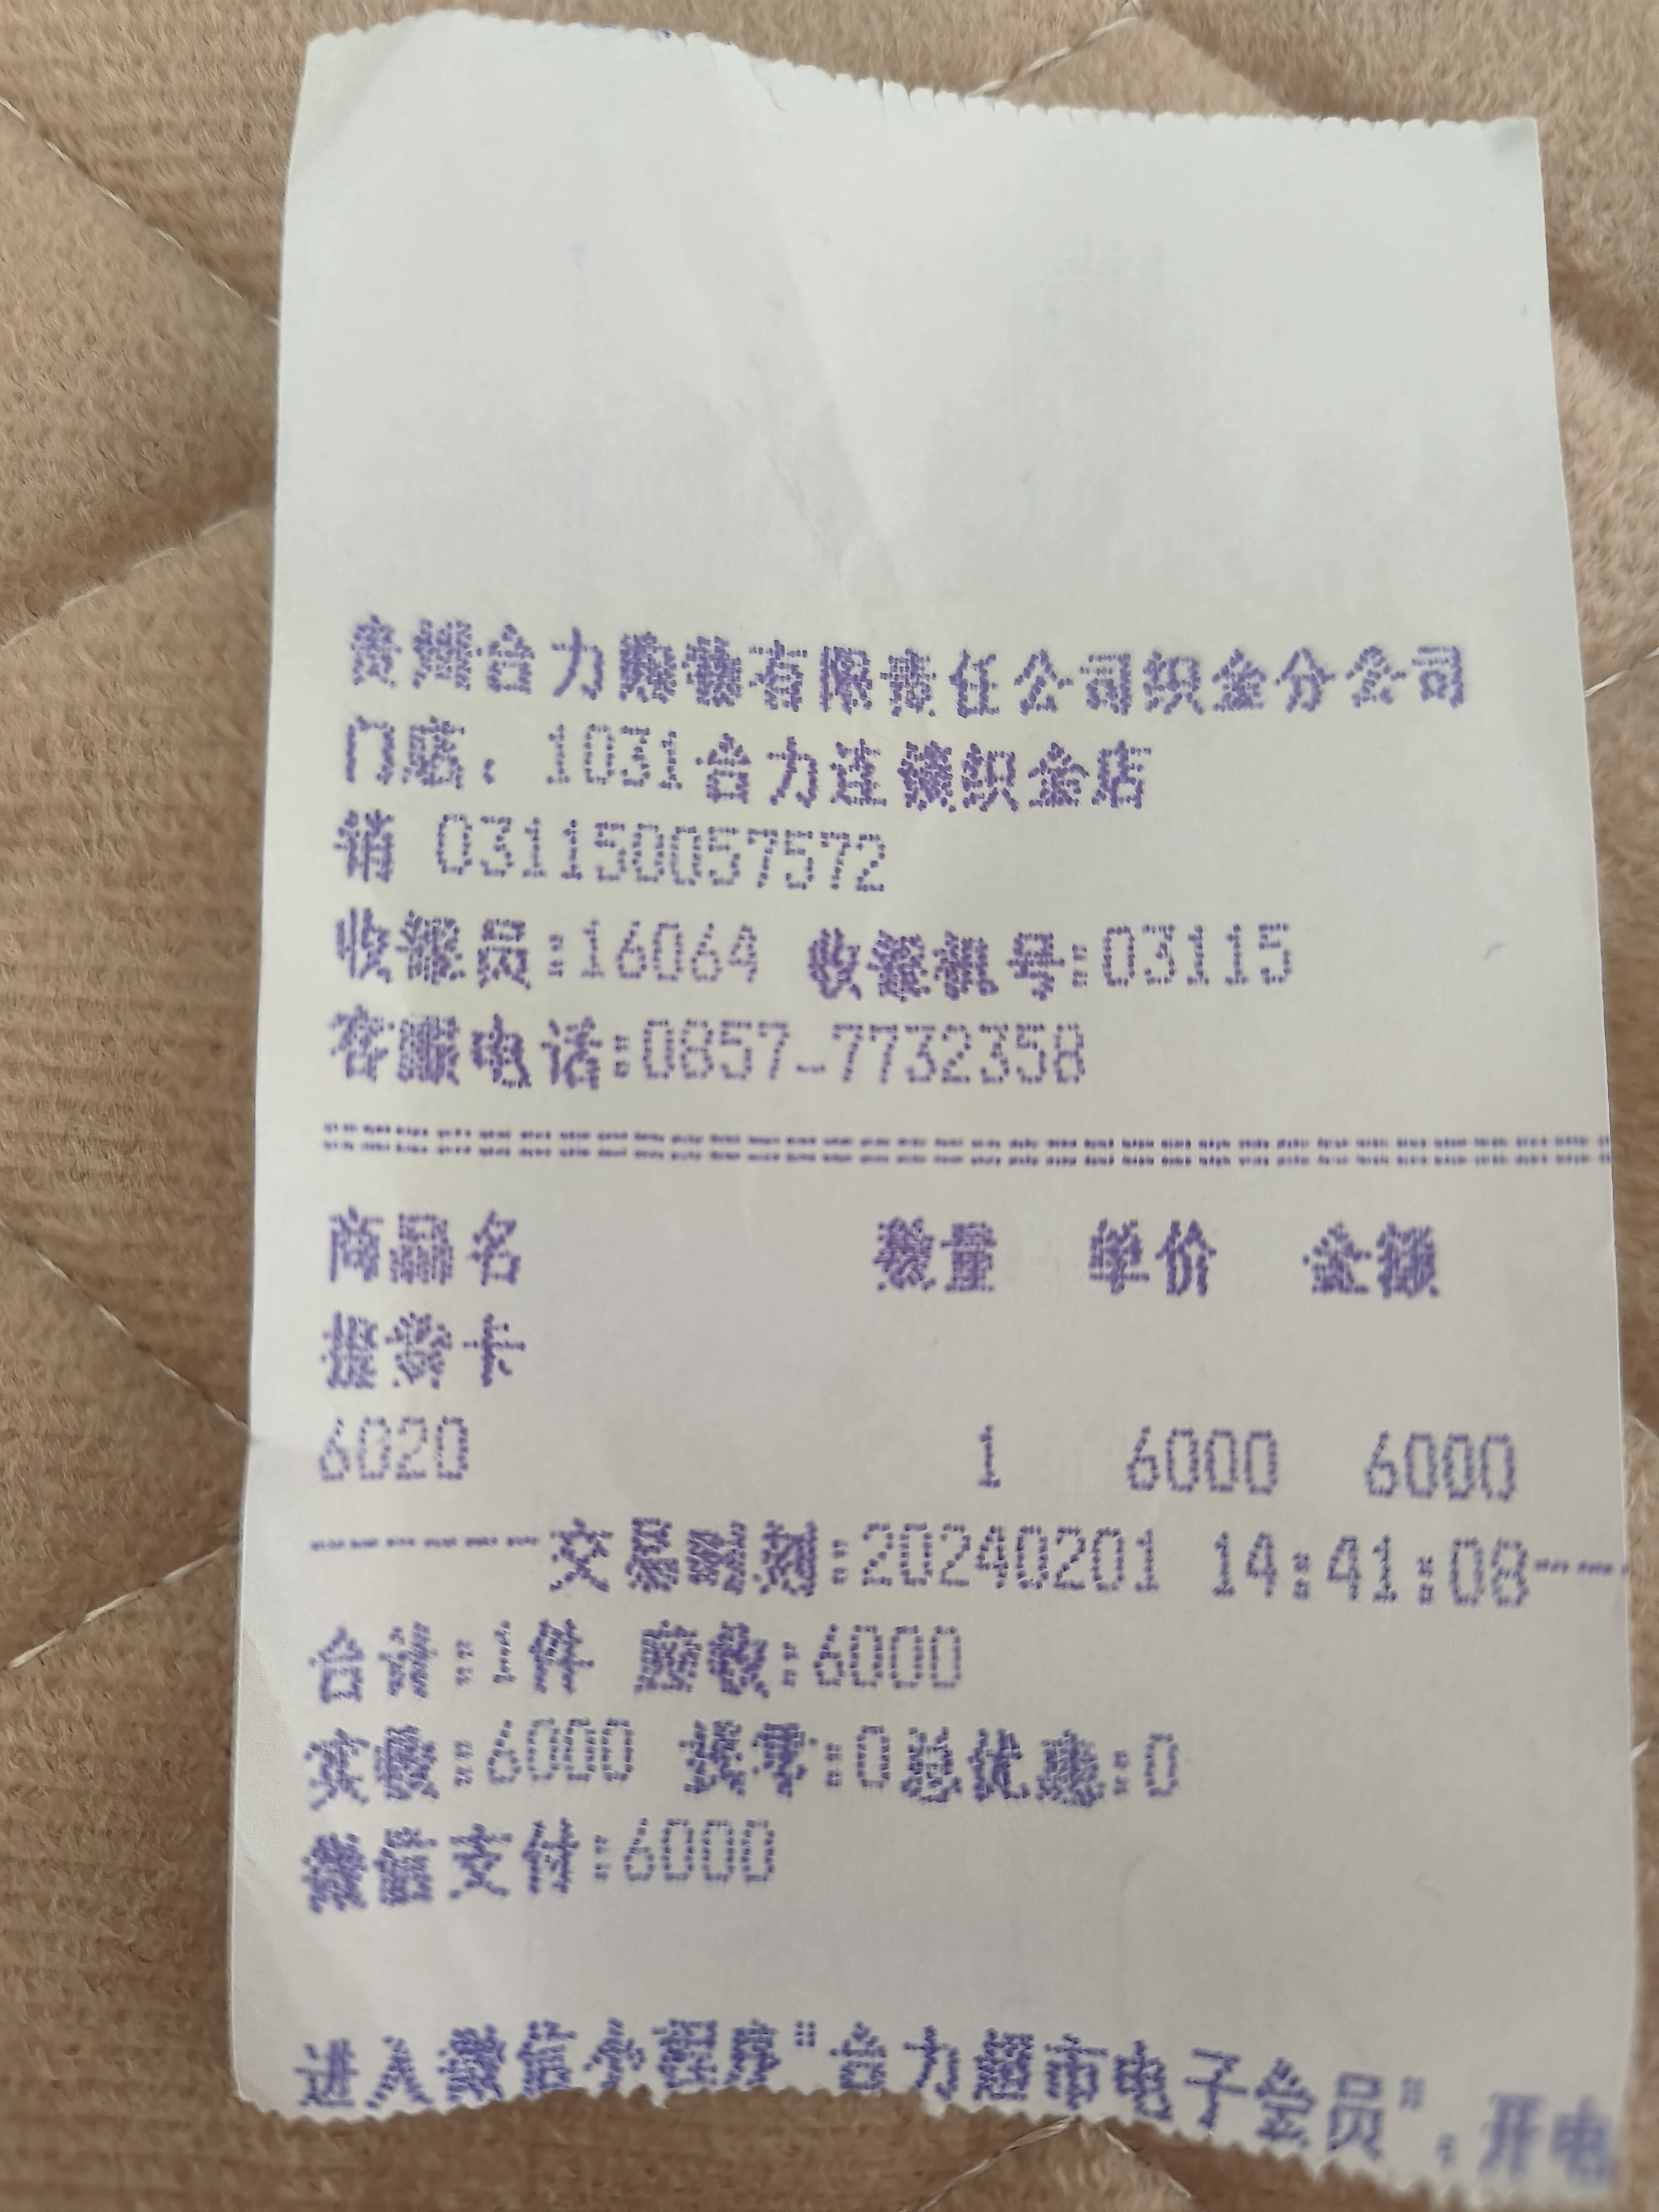 贵州合力购物有限责任公司织金分公司
门店: 1031合力连锁织金店
销 031150057572
收银员:16064 收银机号:03115
客服电话:0857-7732358
商品名 数量 单价 金额
提货卡
6020 1 6000 6000
交易时刻:20240201 14:41:08
合计:1件 应收:6000
实收:6000 找零:0总优惠:0
微信支付:6000
进入微信小程序"合力超市电子会员",开电